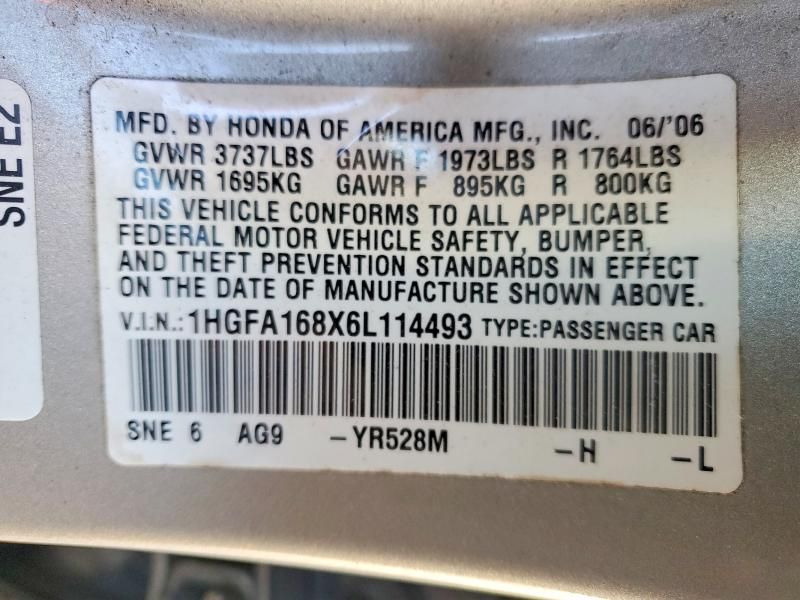 SNE E2
MFD. BY HONDA OF AMERICA MFG., INC. 06/'06
GVWR 3737LBS GAWR F 1973LBS R 1764LBS
GVWR 1695KG GAWR F 895KG R 800KG
THIS VEHICLE CONFORMS TO ALL APPLICABLE
FEDERAL MOTOR VEHICLE SAFETY, BUMPER,
AND THEFT PREVENTION STANDARDS IN EFFECT
ON THE DATE OF MANUFACTURE SHOWN ABOVE.
V.I.N.: 1HGFA168X6L114493 TYPE:PASSENGER CAR
SNE 6 AG9 -YR528M -H -L